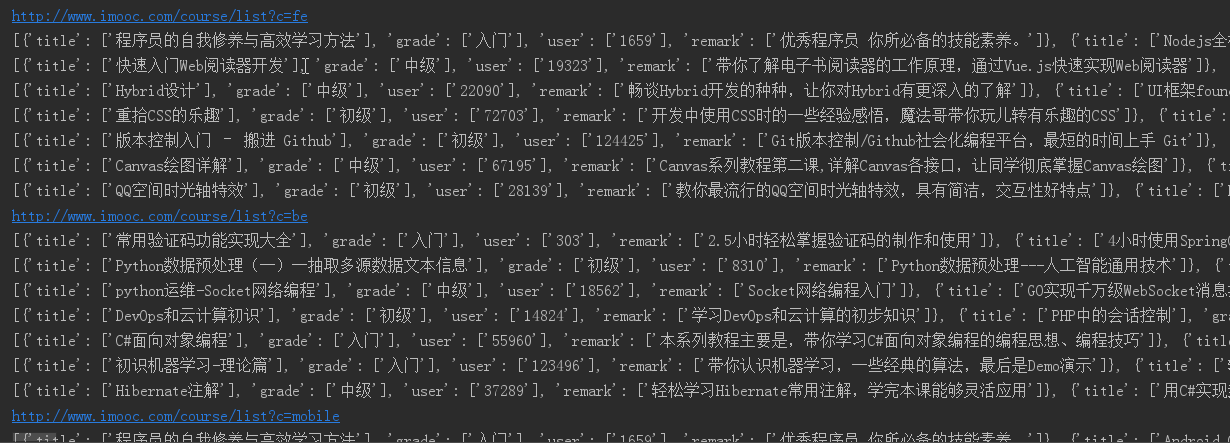 http://www.imooc.com/course/list?c=fe
[{'title': ['程序员的自我修养与高效学习方法'], 'grade': ['入门'], 'user': ['1659'], 'remark': ['优秀程序员 你所必备的技能素养。']}, {'title': ['Nodejs全
[{'title': ['快速入门Web阅读器开发'], 'grade': ['中级'], 'user': ['19323'], 'remark': ['带你了解电子书阅读器的工作原理，通过Vue.js快速实现Web阅读器']},
[{'title': ['Hybrid设计'], 'grade': ['中级'], 'user': ['22090'], 'remark': ['畅谈Hybrid开发的种种，让你对Hybrid有更深入的了解']}, {'title': ['UI框架foun
[{'title': ['重拾CSS的乐趣'], 'grade': ['初级'], 'user': ['72703'], 'remark': ['开发中使用CSS时的一些经验感悟，魔法哥带你玩儿转有乐趣的CSS']}, {'title':
[{'title': ['版本控制入门 – 搬进 Github'], 'grade': ['初级'], 'user': ['124425'], 'remark': ['Git版本控制/Github社会化编程平台，最短的时间上手 Git']},
[{'title': ['Canvas绘图详解'], 'grade': ['中级'], 'user': ['67195'], 'remark': ['Canvas系列教程第二课,详解Canvas各接口，让同学彻底掌握Canvas绘图']}, {'t
[{'title': ['QQ空间时光轴特效'], 'grade': ['初级'], 'user': ['28139'], 'remark': ['教你最流行的QQ空间时光轴特效，具有简洁，交互性好特点']}, {'title': ['
http://www.imooc.com/course/list?c=be
[{'title': ['常用验证码功能实现大全'], 'grade': ['入门'], 'user': ['303'], 'remark': ['2.5小时轻松掌握验证码的制作和使用']}, {'title': ['4小时使用Spring
[{'title': ['Python数据预处理（一）—抽取多源数据文本信息'], 'grade': ['初级'], 'user': ['8310'], 'remark': ['Python数据预处理---人工智能通用技术']}, {'
[{'title': ['python运维-Socket网络编程'], 'grade': ['中级'], 'user': ['18562'], 'remark': ['Socket网络编程入门']}, {'title': ['GO实现千万级WebSocket消息
[{'title': ['DevOps和云计算初识'], 'grade': ['初级'], 'user': ['14824'], 'remark': ['学习DevOps和云计算的初步知识']}, {'title': ['PHP中的会话控制'], 'gra
[{'title': ['C#面向对象编程'], 'grade': ['入门'], 'user': ['55960'], 'remark': ['本系列教程主要是，带你学习C#面向对象编程的编程思想、编程技巧']}, {'titl
[{'title': ['初识机器学习-理论篇'], 'grade': ['入门'], 'user': ['123496'], 'remark': ['带你认识机器学习，一些经典的算法，最后是Demo演示']}, {'title': ['
[{'title': ['Hibernate注解'], 'grade': ['中级'], 'user': ['37289'], 'remark': ['轻松学习Hibernate常用注解，学完本课能够灵活应用']}, {'title': ['用C#实现
http://www.imooc.com/course/list?c=mobile
[{'title': ['程序员的自我修养与高效学习方法'], 'grade': ['入门'], 'user': ['1659'], 'remark': ['优秀程序员 你所必备的技能素养。']}, {'title': ['Android